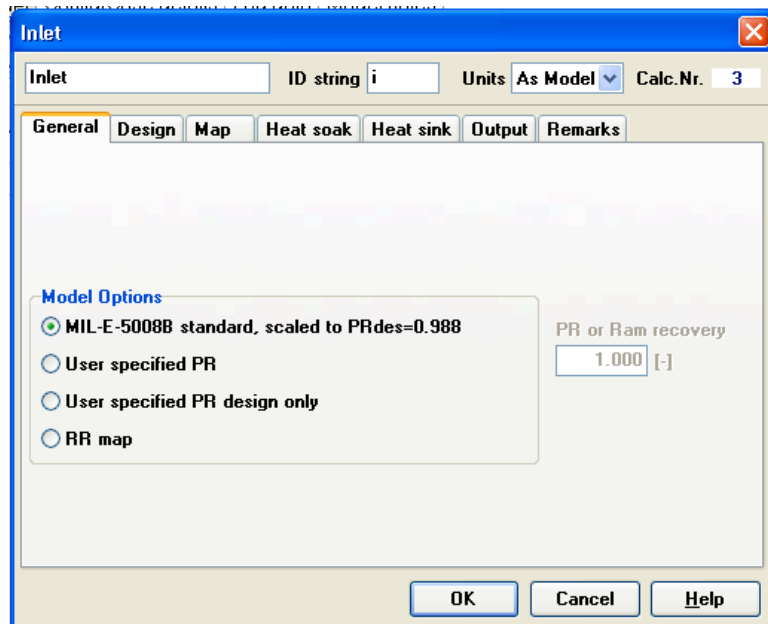 Inlet
Inlet ID string i Units As Model Calc.Nr. 3
General Design Map Heat soak Heat sink Output Remarks
Model Options
MIL-E-5008B standard, scaled to PRdes=0.988
PR or Ram recovery
1.000 [-]
User specified PR
User specified PR design only
RR map
OK Cancel Help